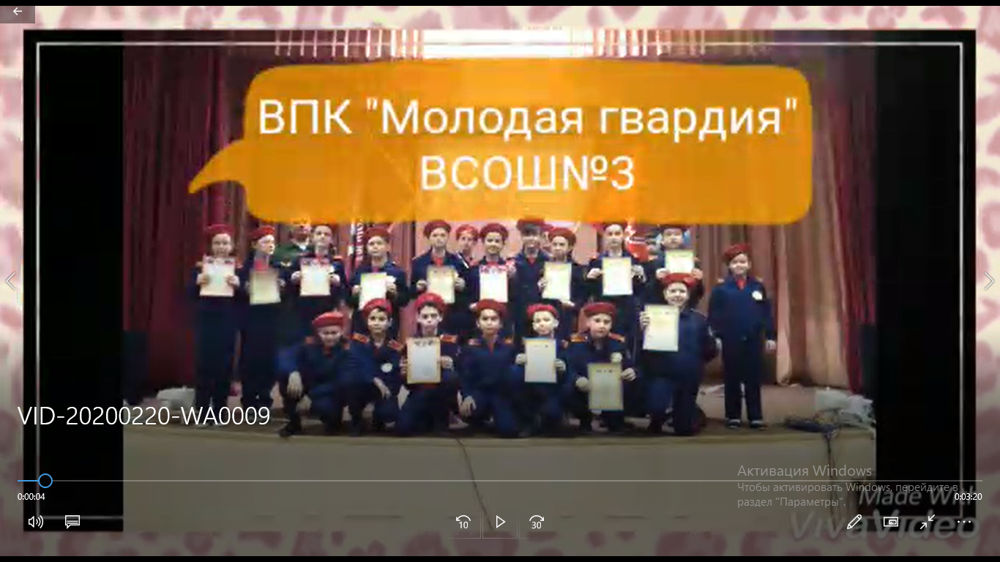 ВПК "Молодая гвардия"
ВСОШ№3
VID-20200220-WA0009
Активация Windows
Чтобы активировать Windows, перейдите в
раздел "Параметры".
0:00:04
0:03:20
Made With
VivaVideo
10
30